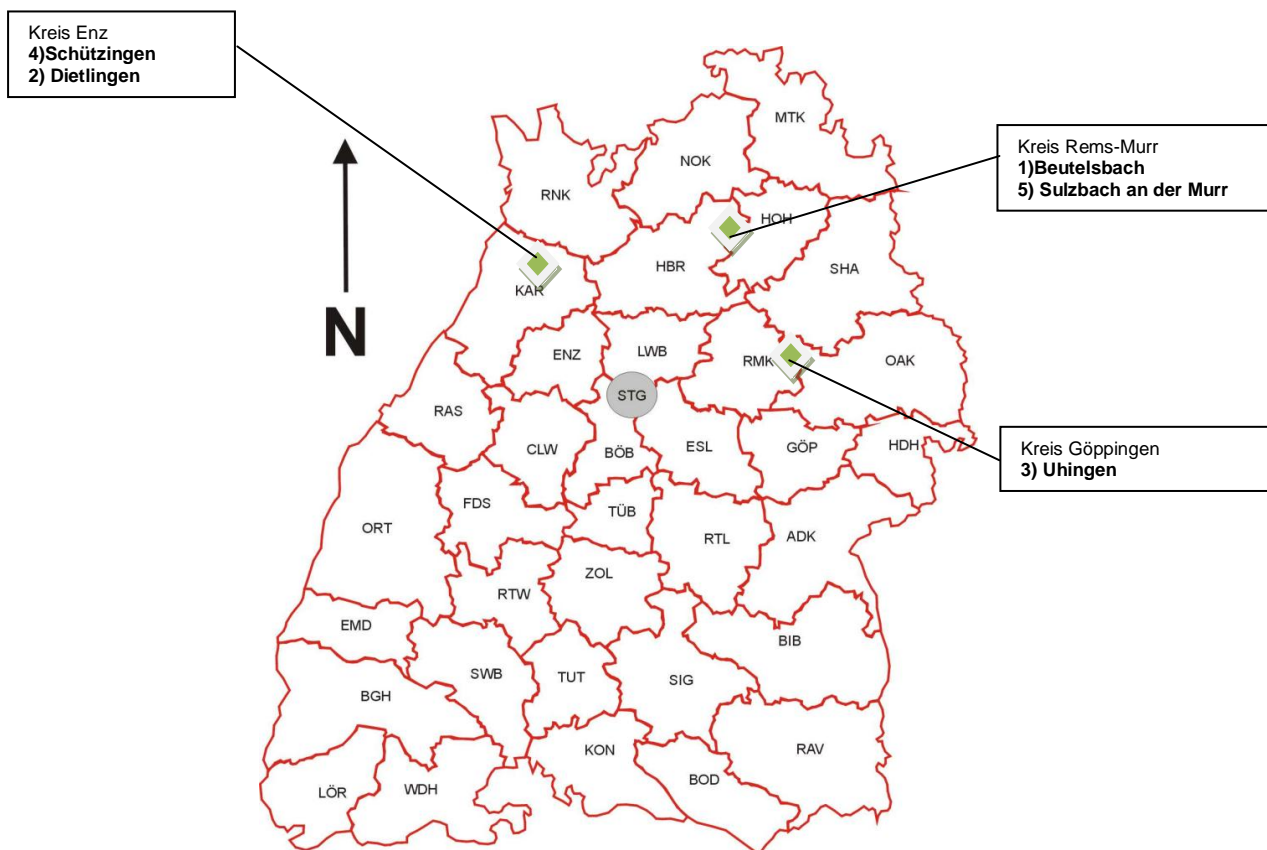 Kreis Enz
4)Schützingen
2) Dietlingen
MTK
Kreis Rems-Murr
1)Beutelsbach
5) Sulzbach an der Murr
NOK
RNK
HOH
HBR
SHA
KAR
N
ENZ
LWB
RMK
OAK
STG
RAS
CLW
BÖB
ESL
GÖP
HDH
Kreis Göppingen
3) Uhingen
FDS
TÜB
ORT
RTL
ADK
ZOL
RTW
EMD
BIB
SWB
TUT
SIG
BGH
KON
RAV
BOD
LÖR
WDH